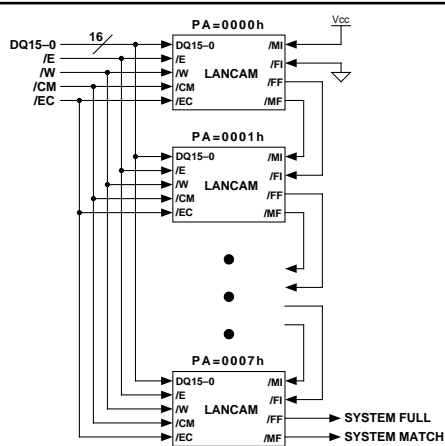 PA=0000h
Vcc
DQ15–0
16
/E
/W
/CM
/EC
DQ15–0
/E
/W
/CM
/EC
LANCAM
/MI
/FI
/FF
/MF
PA=0001h
DQ15–0
/E
/W
/CM
/EC
LANCAM
/MI
/FI
/FF
/MF
PA=0007h
DQ15–0
/E
/W
/CM
/EC
LANCAM
/MI
/FI
/FF
/MF
SYSTEM FULL
SYSTEM MATCH